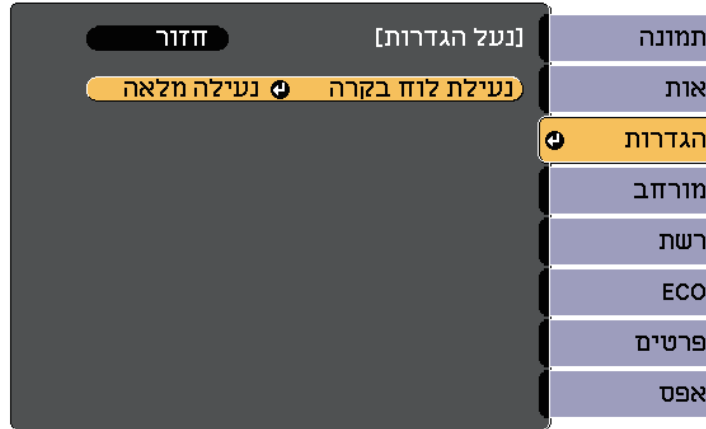 [נעל הגדרות] חזור
נעילת לוח בקרה נעילה מלאה
תמונה
אות
הגדרות
מורחב
רשת
ECO
פרטים
אפס